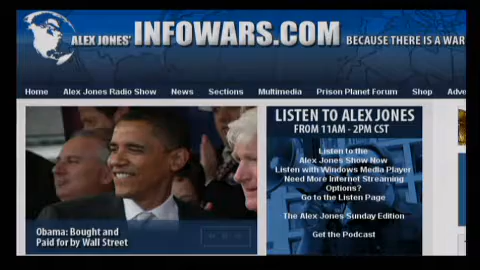 ALEX JONES' INFOWARS.COM BECAUSE THERE IS A WAR
Home Alex Jones Radio Show News Sections Multimedia Prison Planet Forum Shop Adve
LISTEN TO ALEX JONES
FROM 11AM - 2PM CST
Listen to the
Alex Jones Show Now
Listen with Windows Media Player
Need More Internet Streaming
Options?
Go to the Listen Page
The Alex Jones Sunday Edition
Get the Podcast
Obama: Bought and
Paid for by Wall Street